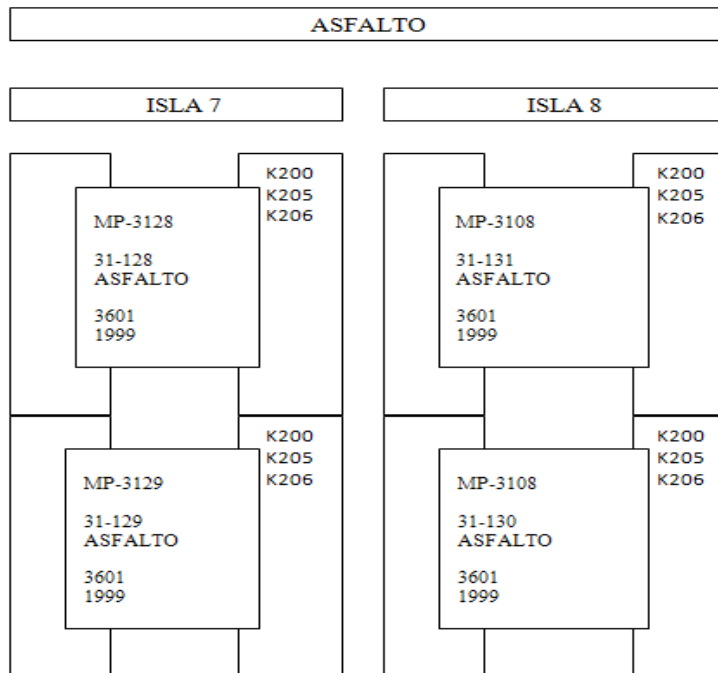 ASFALTO
ISLA 7
K200
K205
K206
MP-3128
31-128
ASFALTO
3601
1999
K200
K205
K206
MP-3129
31-129
ASFALTO
3601
1999
ISLA 8
K200
K205
K206
MP-3108
31-131
ASFALTO
3601
1999
K200
K205
K206
MP-3108
31-130
ASFALTO
3601
1999